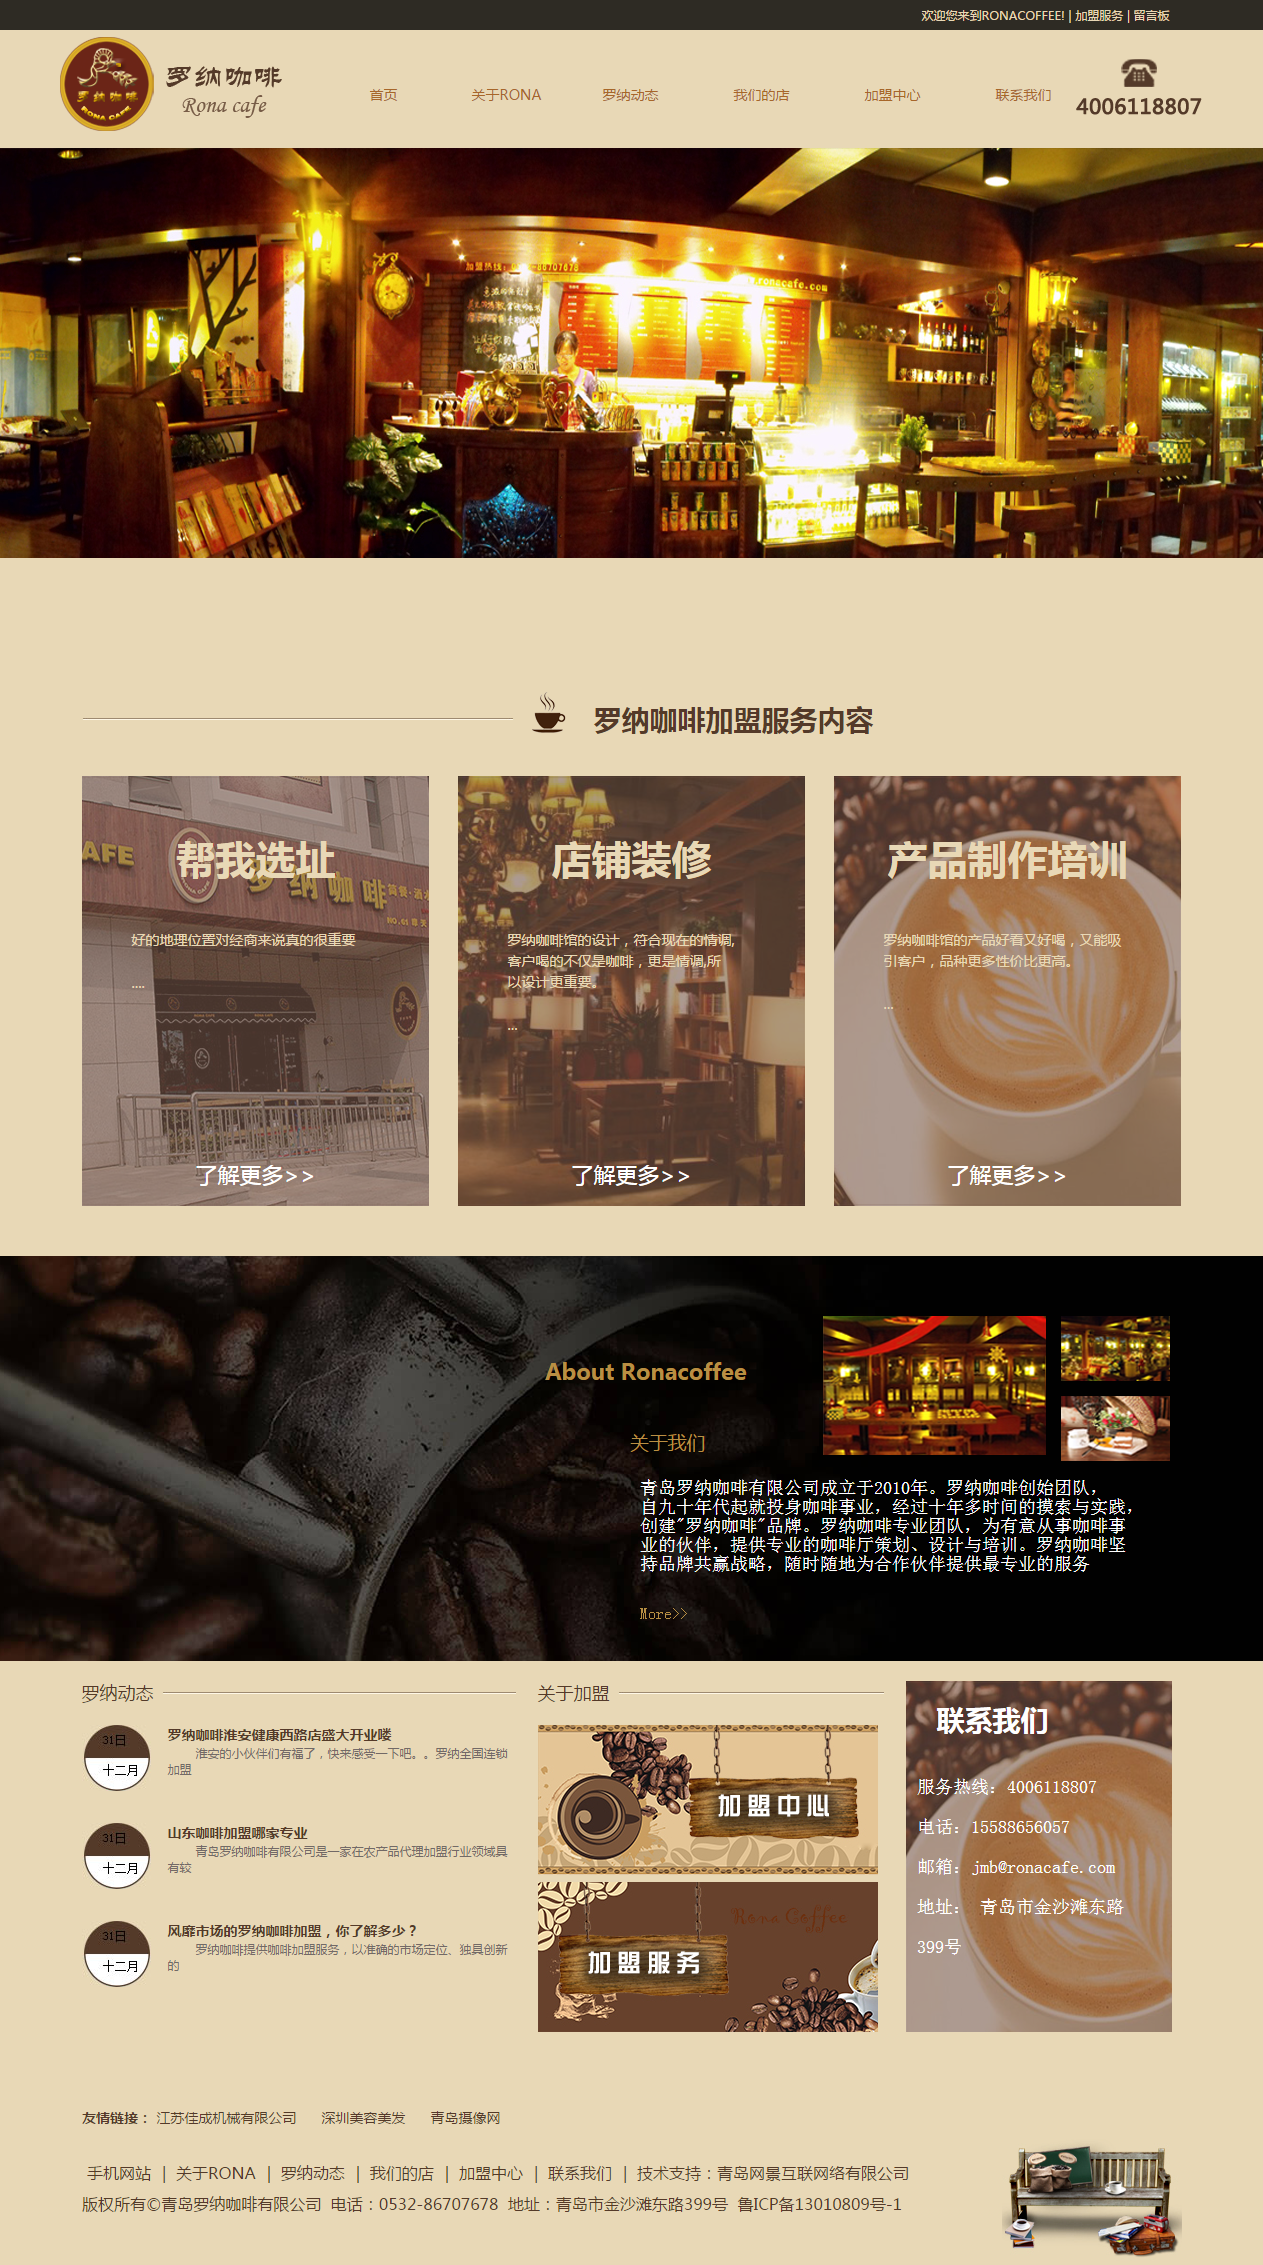 欢迎您来到RONACOFFEE! | 加盟服务 | 留言板
罗纳咖啡
Rona cafe
罗纳咖啡
RONA CAFE
首页
关于RONA
罗纳动态
我们的店
加盟中心
联系我们
4006118807
www.ronacafe.com
罗纳咖啡加盟服务内容
帮我选址
好的地理位置对经商来说真的很重要
....
了解更多>>
店铺装修
罗纳咖啡馆的设计，符合现在的情调,
客户喝的不仅是咖啡，更是情调,所
以设计更重要。
...
了解更多>>
产品制作培训
罗纳咖啡馆的产品好看又好喝，又能吸
引客户，品种更多性价比更高。
...
了解更多>>
About Ronacoffee
关于我们
青岛罗纳咖啡有限公司成立于2010年。罗纳咖啡创始团队，
自九十年代起就投身咖啡事业，经过十年多时间的摸索与实践，
创建"罗纳咖啡"品牌。罗纳咖啡专业团队，为有意从事咖啡事
业的伙伴，提供专业的咖啡厅策划、设计与培训。罗纳咖啡坚
持品牌共赢战略，随时随地为合作伙伴提供最专业的服务
More>>
罗纳动态
31日
十二月
罗纳咖啡淮安健康西路店盛大开业喽
淮安的小伙伴们有福了，快来感受一下吧。。罗纳全国连锁
加盟
31日
十二月
山东咖啡加盟哪家专业
青岛罗纳咖啡有限公司是一家在农产品代理加盟行业领域具
有较
31日
十二月
风靡市场的罗纳咖啡加盟，你了解多少？
罗纳咖啡提供咖啡加盟服务，以准确的市场定位、独具创新
的
关于加盟
加盟中心
Rona Coffee
加盟服务
联系我们
服务热线：4006118807
电话：15588656057
邮箱：jmb@ronacafe.com
地址： 青岛市金沙滩东路
399号
友情链接： 江苏佳成机械有限公司 深圳美容美发 青岛摄像网
手机网站 | 关于RONA | 罗纳动态 | 我们的店 | 加盟中心 | 联系我们 | 技术支持：青岛网景互联网络有限公司
版权所有©青岛罗纳咖啡有限公司 电话：0532-86707678 地址：青岛市金沙滩东路399号 鲁ICP备13010809号-1